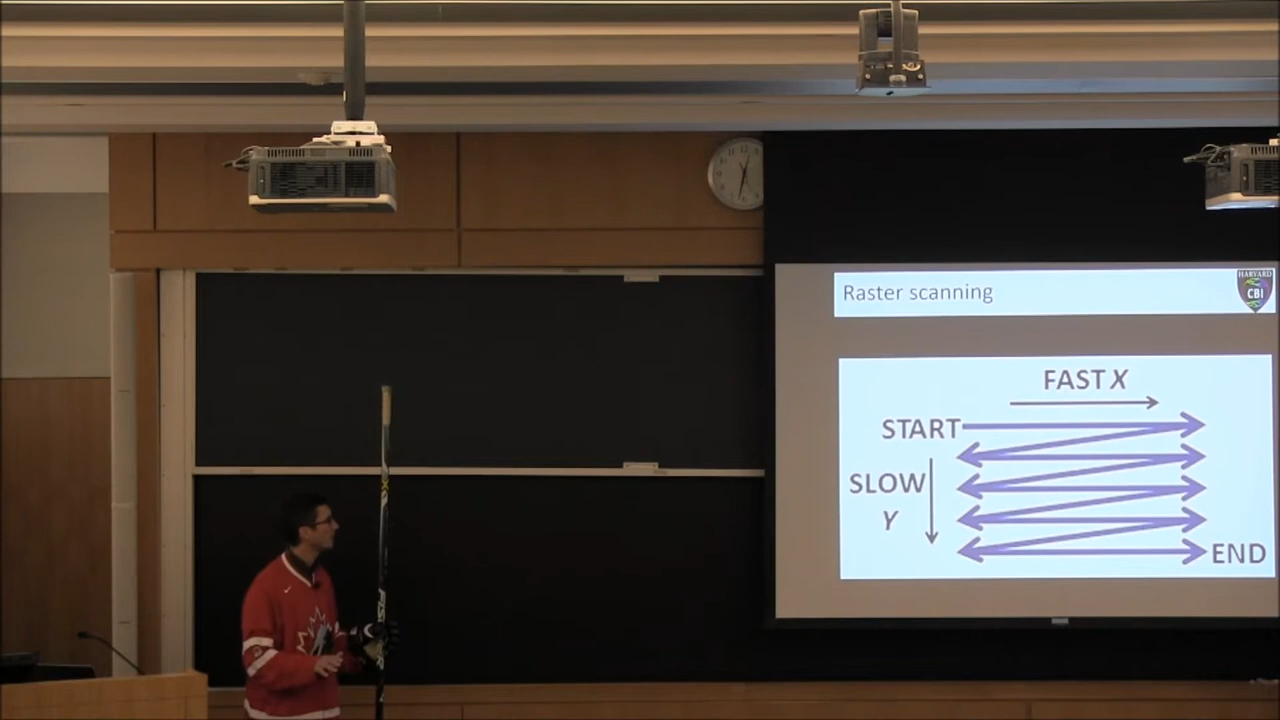 Raster scanning
HARVARD
CBI
FAST X
START
SLOW
Y
END